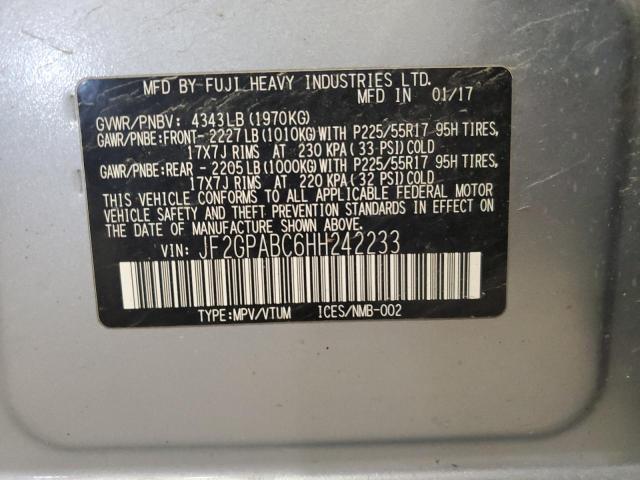 MFD BY FUJI HEAVY INDUSTRIES LTD.
MFD IN 01/17
GVWR/PNBV: 4343LB (1970KG)
GAWR/PNBE:FRONT- 2227LB (1010KG)WITH P225/55R17 95H TIRES,
17X7J RIMS AT 230 KPA (33 PSI)COLD
GAWR/PNBE:REAR - 2205LB (1000KG)WITH P225/55R17 95H TIRES,
17X7J RIMS AT 220 KPA (32 PSI)COLD
THIS VEHICLE CONFORMS TO ALL APPLICABLE FEDERAL MOTOR
VEHICLE SAFETY AND THEFT PREVENTION STANDARDS IN EFFECT ON
THE DATE OF MANUFACTURE SHOWN ABOVE.
VIN: JF2GPABC6HH242233
TYPE:MPV/VTUM ICES/NMB-002